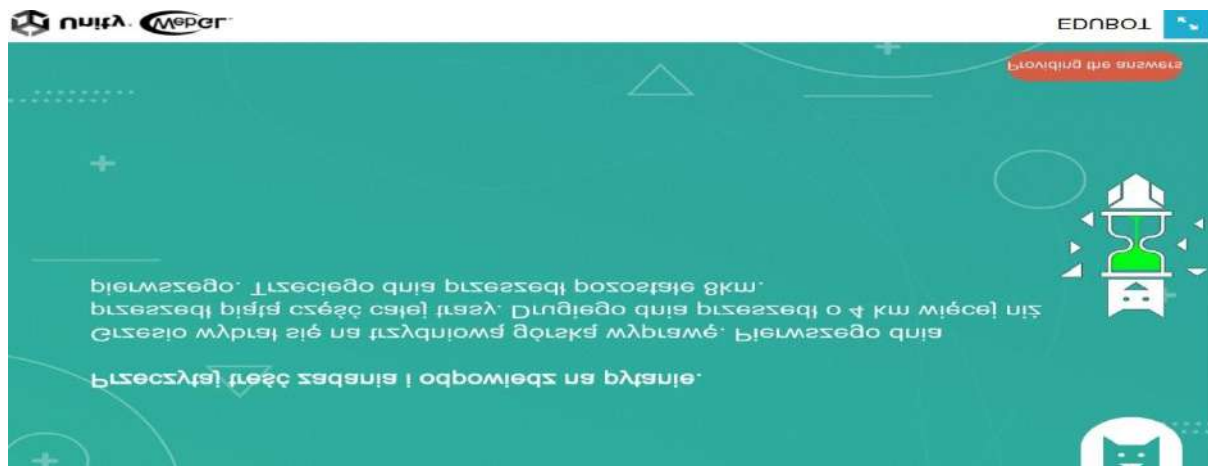 Przeczytaj treść zadania i odpowiedz na pytanie.
Grzesio wybrał się na trzydniową górską wyprawę. Pierwszego dnia
przeszedł piątą część całej trasy. Drugiego dnia przeszedł o 4 km więcej niż
pierwszego. Trzeciego dnia przeszedł pozostałe 8km.
Providing the answers
Unity WebGL
EDUBOT